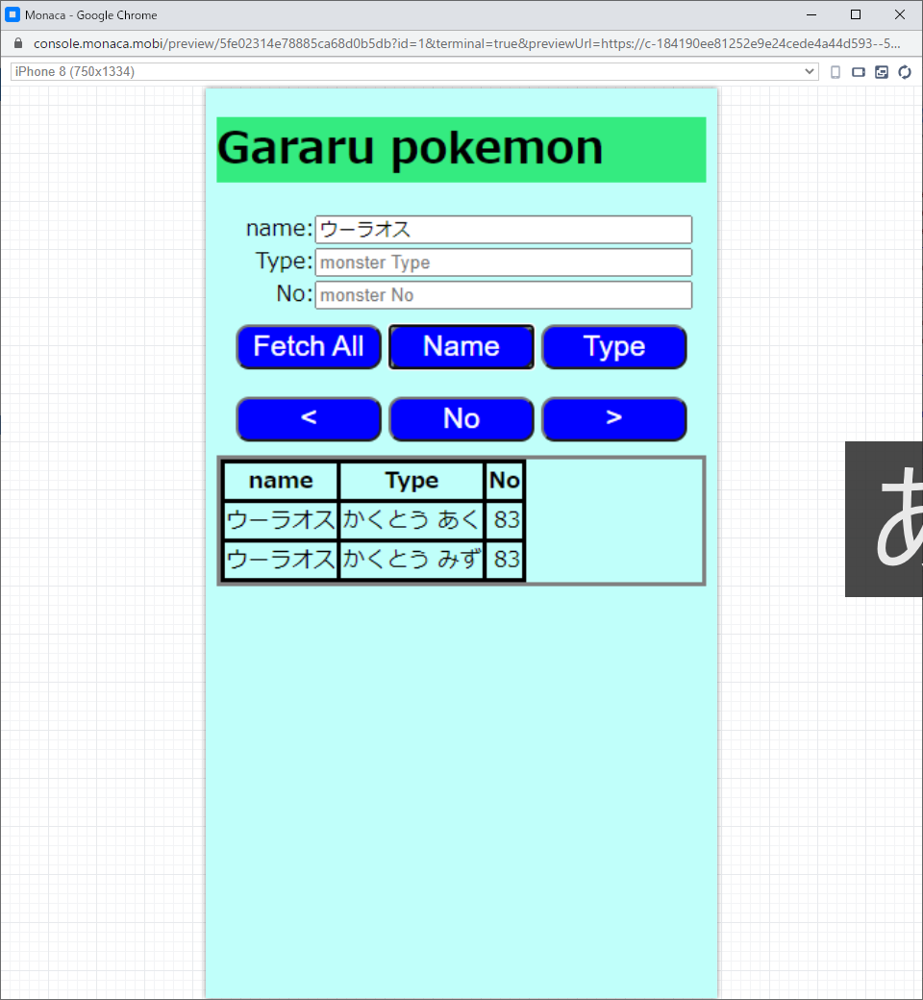 Monaca - Google Chrome
console.monaca.mobi/preview/5fe02314e78885ca68d0b5db?id=1&terminal=true&previewUrl=https://c-184190ee81252e9e24cede4a44d593--5...
iPhone 8 (750x1334)
Gararu pokemon
name: ウーラオス
Type: monster Type
No: monster No
Fetch All Name Type
< No >
あ
name Type No
ウーラオス かくとう あく 83
ウーラオス かくとう みず 83